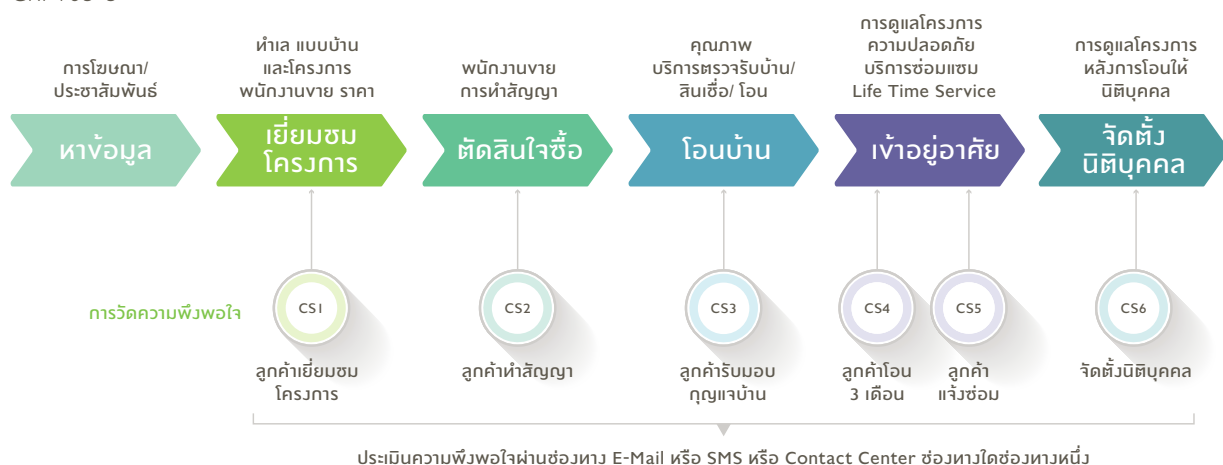 การโฆษณา/
ประชาสัมพันธ์
ทำเล แบบบ้าน
และโครงการ
พนักงานขาย ราคา
พนักงานขาย
การทำสัญญา
คุณภาพ
บริการตรวจรับบ้าน/
สินเชื่อ/ โอน
การดูแลโครงการ
ความปลอดภัย
บริการซ่อมแซม
Life Time Service
การดูแลโครงการ
หลังการโอนให้
นิติบุคคล
หาข้อมูล
เยี่ยมชม
โครงการ
ตัดสินใจซื้อ
โอนบ้าน
เข้าอยู่อาศัย
จัดตั้ง
นิติบุคคล
การวัดความพึงพอใจ
CS1
CS2
CS3
CS4
CS5
CS6
ลูกค้าเยี่ยมชม
โครงการ
ลูกค้าทำสัญญา
ลูกค้ารับมอบ
กุญแจบ้าน
ลูกค้าโอน
3 เดือน
ลูกค้า
แจ้งซ่อม
จัดตั้งนิติบุคคล
ประเมินความพึงพอใจผ่านช่องทาง E-Mail หรือ SMS หรือ Contact Center ช่องทางใดช่องทางหนึ่ง